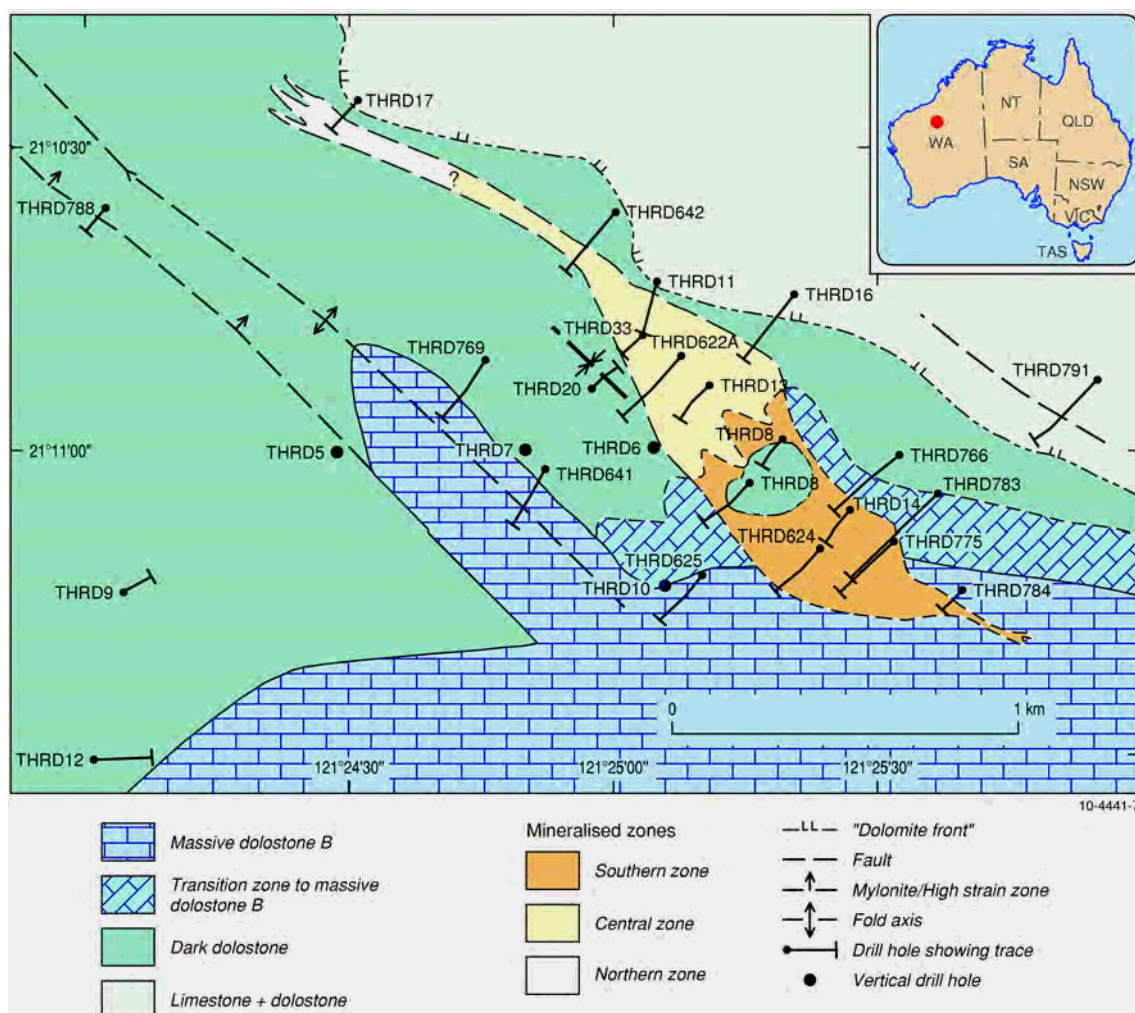 THRD17
NT
QLD
WA
SA
NSW
VIC
TAS
21°10'30"
?
THRD788
THRD642
THRD11
THRD16
THRD33
THRD622A
THRD769
THRD791
THRD20
THRD13
THRD8
21°11'00"
THRD5
THRD7
THRD6
THRD766
THRD641
THRD8
THRD783
THRD14
THRD624
THRD775
THRD625
THRD9
THRD10
THRD784
0
1 km
THRD12
121°24'30"
121°25'00"
121°25'30"
10-4441-7
Massive dolostone B
Transition zone to massive
dolostone B
Dark dolostone
Limestone + dolostone
Mineralised zones
Southern zone
Central zone
Northern zone
"Dolomite front"
Fault
Mylonite/High strain zone
Fold axis
Drill hole showing trace
Vertical drill hole